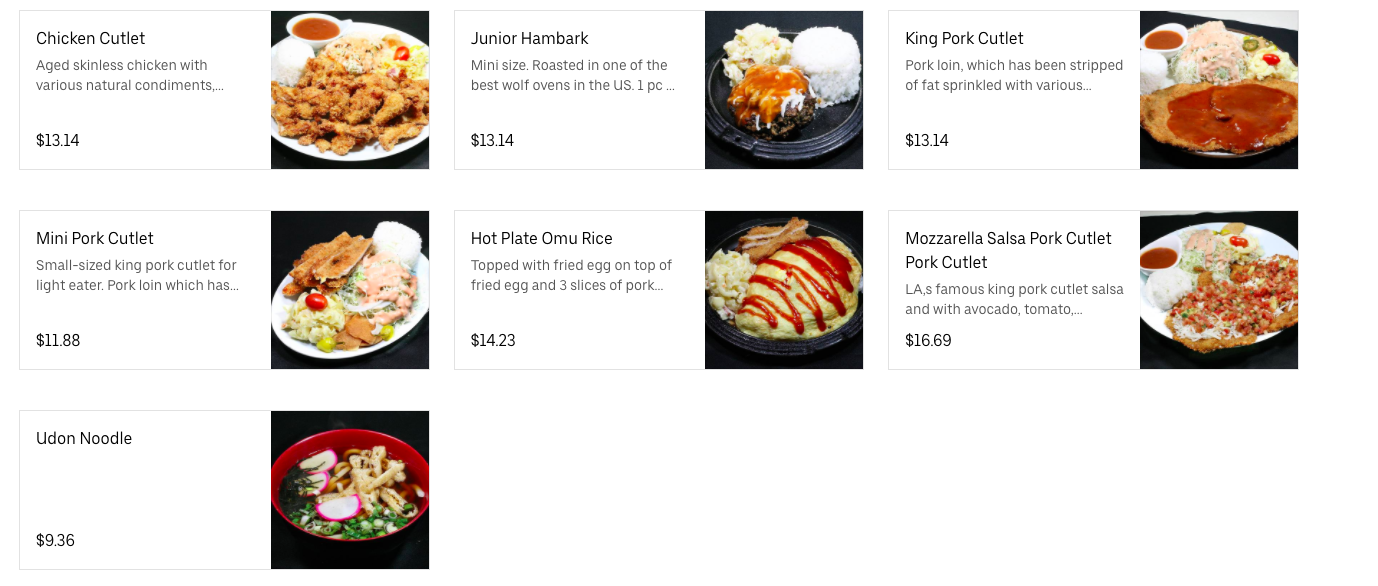 Chicken Cutlet
Aged skinless chicken with
various natural condiments,...
$13.14
Junior Hambark
Mini size. Roasted in one of the
best wolf ovens in the US. 1 pc ...
$13.14
King Pork Cutlet
Pork loin, which has been stripped
of fat sprinkled with various...
$13.14
Mini Pork Cutlet
Small-sized king pork cutlet for
light eater. Pork loin which has...
$11.88
Hot Plate Omu Rice
Topped with fried egg on top of
fried egg and 3 slices of pork...
$14.23
Mozzarella Salsa Pork Cutlet
Pork Cutlet
LA,s famous king pork cutlet salsa
and with avocado, tomato,...
$16.69
Udon Noodle
$9.36